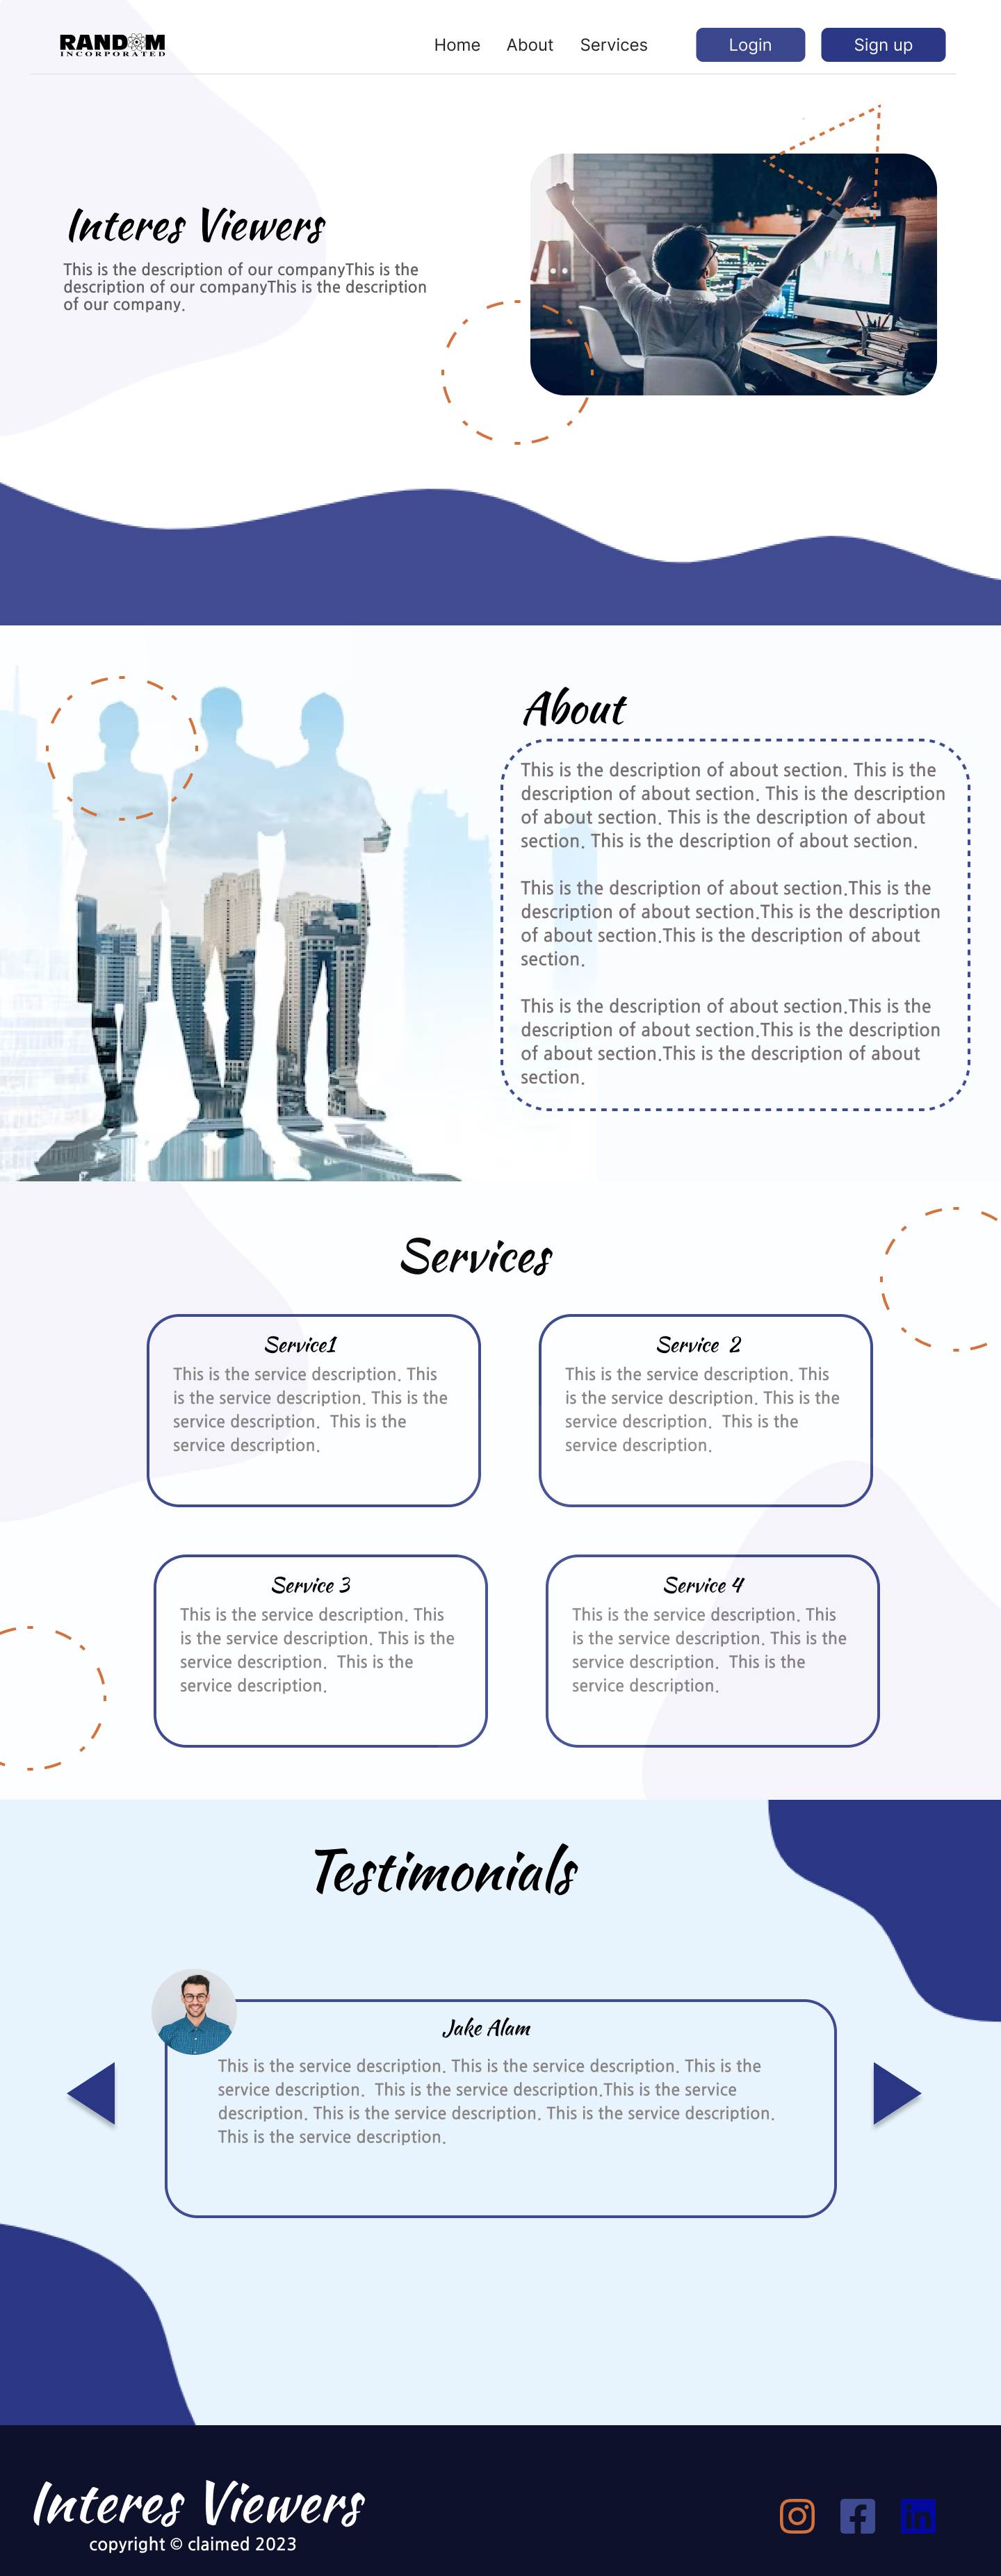 RANDOM
INCORPORATED
Home About Services Login Sign up
Interes Viewers
This is the description of our companyThis is the
description of our companyThis is the description
of our company.
About
This is the description of about section. This is the
description of about section. This is the description
of about section. This is the description of about
section. This is the description of about section.
This is the description of about section.This is the
description of about section.This is the description
of about section.This is the description of about
section.
This is the description of about section.This is the
description of about section.This is the description
of about section.This is the description of about
section.
Services
Service1
This is the service description. This
is the service description. This is the
service description.  This is the
service description.
Service  2
This is the service description. This
is the service description. This is the
service description.  This is the
service description.
Service 3
This is the service description. This
is the service description. This is the
service description.  This is the
service description.
Service 4
This is the service description. This
is the service description. This is the
service description.  This is the
service description.
Testimonials
Jake Alam
This is the service description. This is the service description. This is the
service description.  This is the service description.This is the service
description. This is the service description. This is the service description.
This is the service description.
Interes Viewers
copyright © claimed 2023